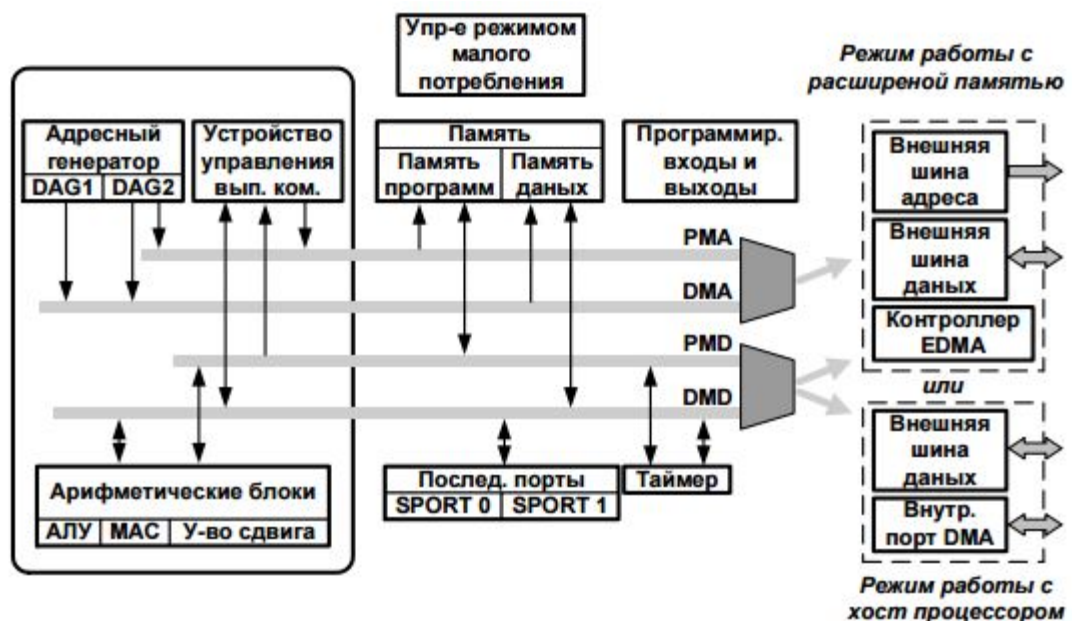 Упр-е режимом
малого
потребления
Режим работы с
расширеной памятью
Адресный
генератор
DAG1 DAG2
Устройство
управления
вып. ком.
Память
Память
программ
Память
даных
Программир.
входы и
выходы
Внешняя
шина
адреса
PMA
Внешняя
шина
даных
DMA
Контроллер
EDMA
PMD
или
DMD
Внешняя
шина
даных
Арифметические блоки
АЛУ MAC У-во сдвига
Послед. порты
SPORT 0 SPORT 1
Таймер
Внутр.
порт DMA
Режим работы с
хост процессором